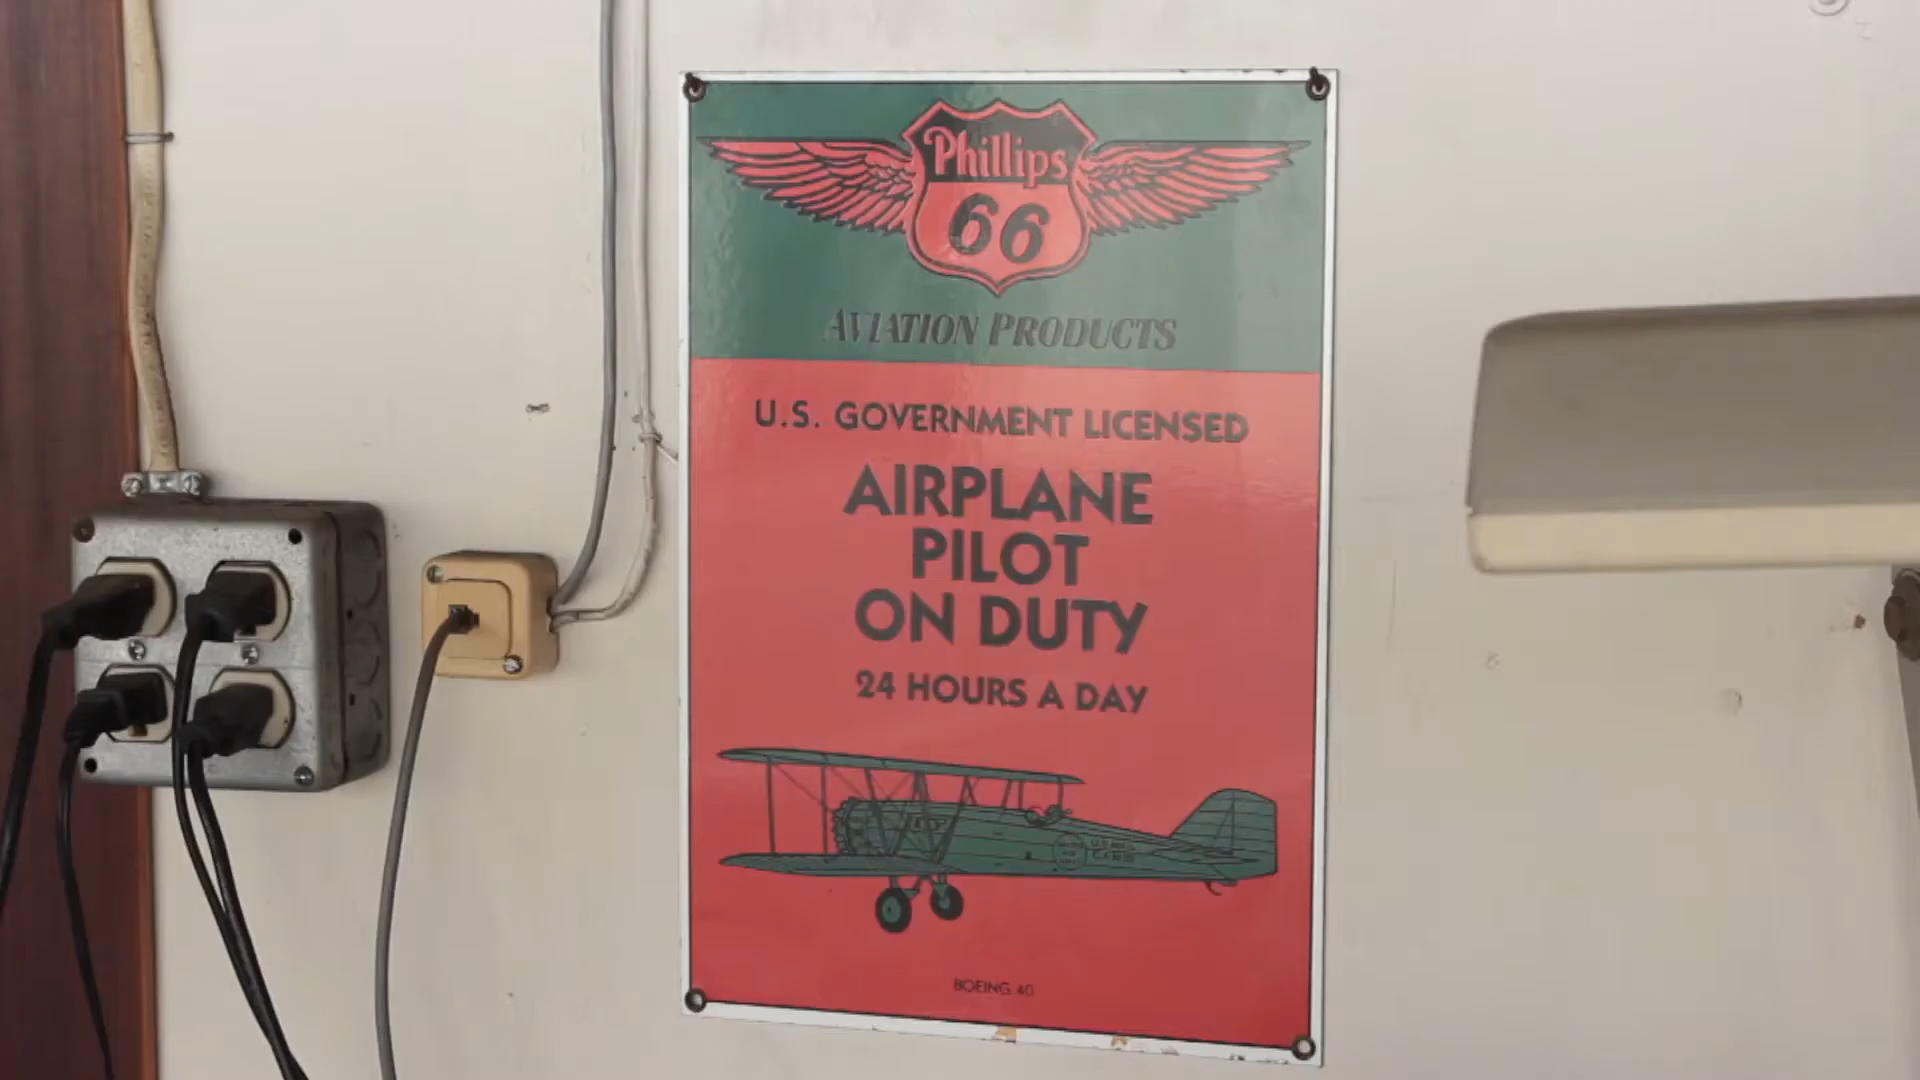 Phillips
66
AVIATION PRODUCTS
U.S. GOVERNMENT LICENSED
AIRPLANE
PILOT
ON DUTY
24 HOURS A DAY
BOEING 40